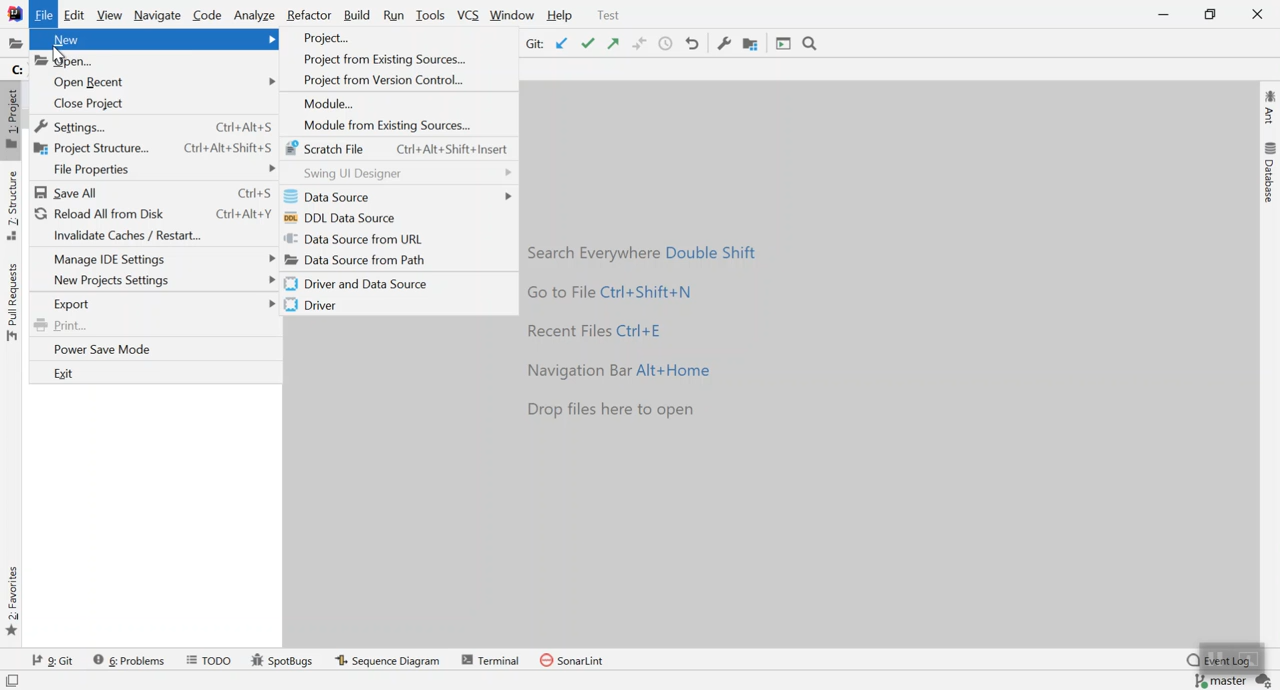 File Edit View Navigate Code Analyze Refactor Build Run Tools VCS Window Help Test
Git:
C:
New
Open...
Open Recent
Close Project
Settings... Ctrl+Alt+S
Project Structure... Ctrl+Alt+Shift+S
File Properties
Save All Ctrl+S
Reload All from Disk Ctrl+Alt+Y
Invalidate Caches / Restart...
Manage IDE Settings
New Projects Settings
Export
Print...
Power Save Mode
Exit
Project...
Project from Existing Sources...
Project from Version Control...
Module...
Module from Existing Sources...
Scratch File Ctrl+Alt+Shift+Insert
Swing UI Designer
Data Source
DDL Data Source
Data Source from URL
Data Source from Path
Driver and Data Source
Driver
Search Everywhere Double Shift
Go to File Ctrl+Shift+N
Recent Files Ctrl+E
Navigation Bar Alt+Home
Drop files here to open
1: Project
7: Structure
Pull Requests
2: Favorites
Ant
Database
9: Git 6: Problems TODO SpotBugs Sequence Diagram Terminal SonarLint Event Log
master